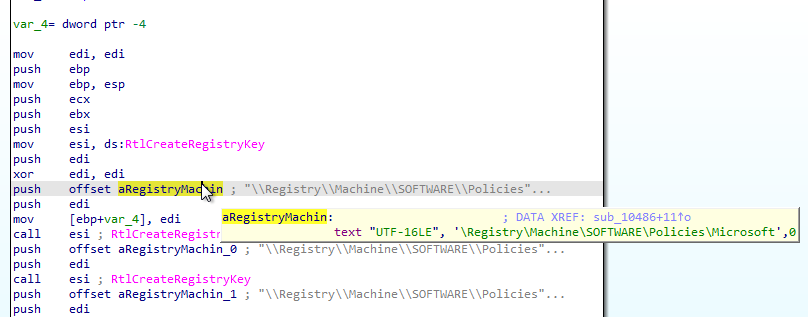 var_4= dword ptr -4
mov edi, edi
push ebp
mov ebp, esp
push ecx
push ebx
push esi
mov esi, ds:RtlCreateRegistryKey
push edi
xor edi, edi
push offset aRegistryMachin ; "\\Registry\\Machine\\SOFTWARE\\Policies"...
push edi
mov [ebp+var_4], edi
aRegistryMachin: ; DATA XREF: sub_10486+11↑o
text "UTF-16LE", '\Registry\Machine\SOFTWARE\Policies\Microsoft',0
call esi ; RtlCreateRegistr
push offset aRegistryMachin_0 ; "\\Registry\\Machine\\SOFTWARE\\Policies"...
push edi
call esi ; RtlCreateRegistryKey
push offset aRegistryMachin_1 ; "\\Registry\\Machine\\SOFTWARE\\Policies"...
push edi